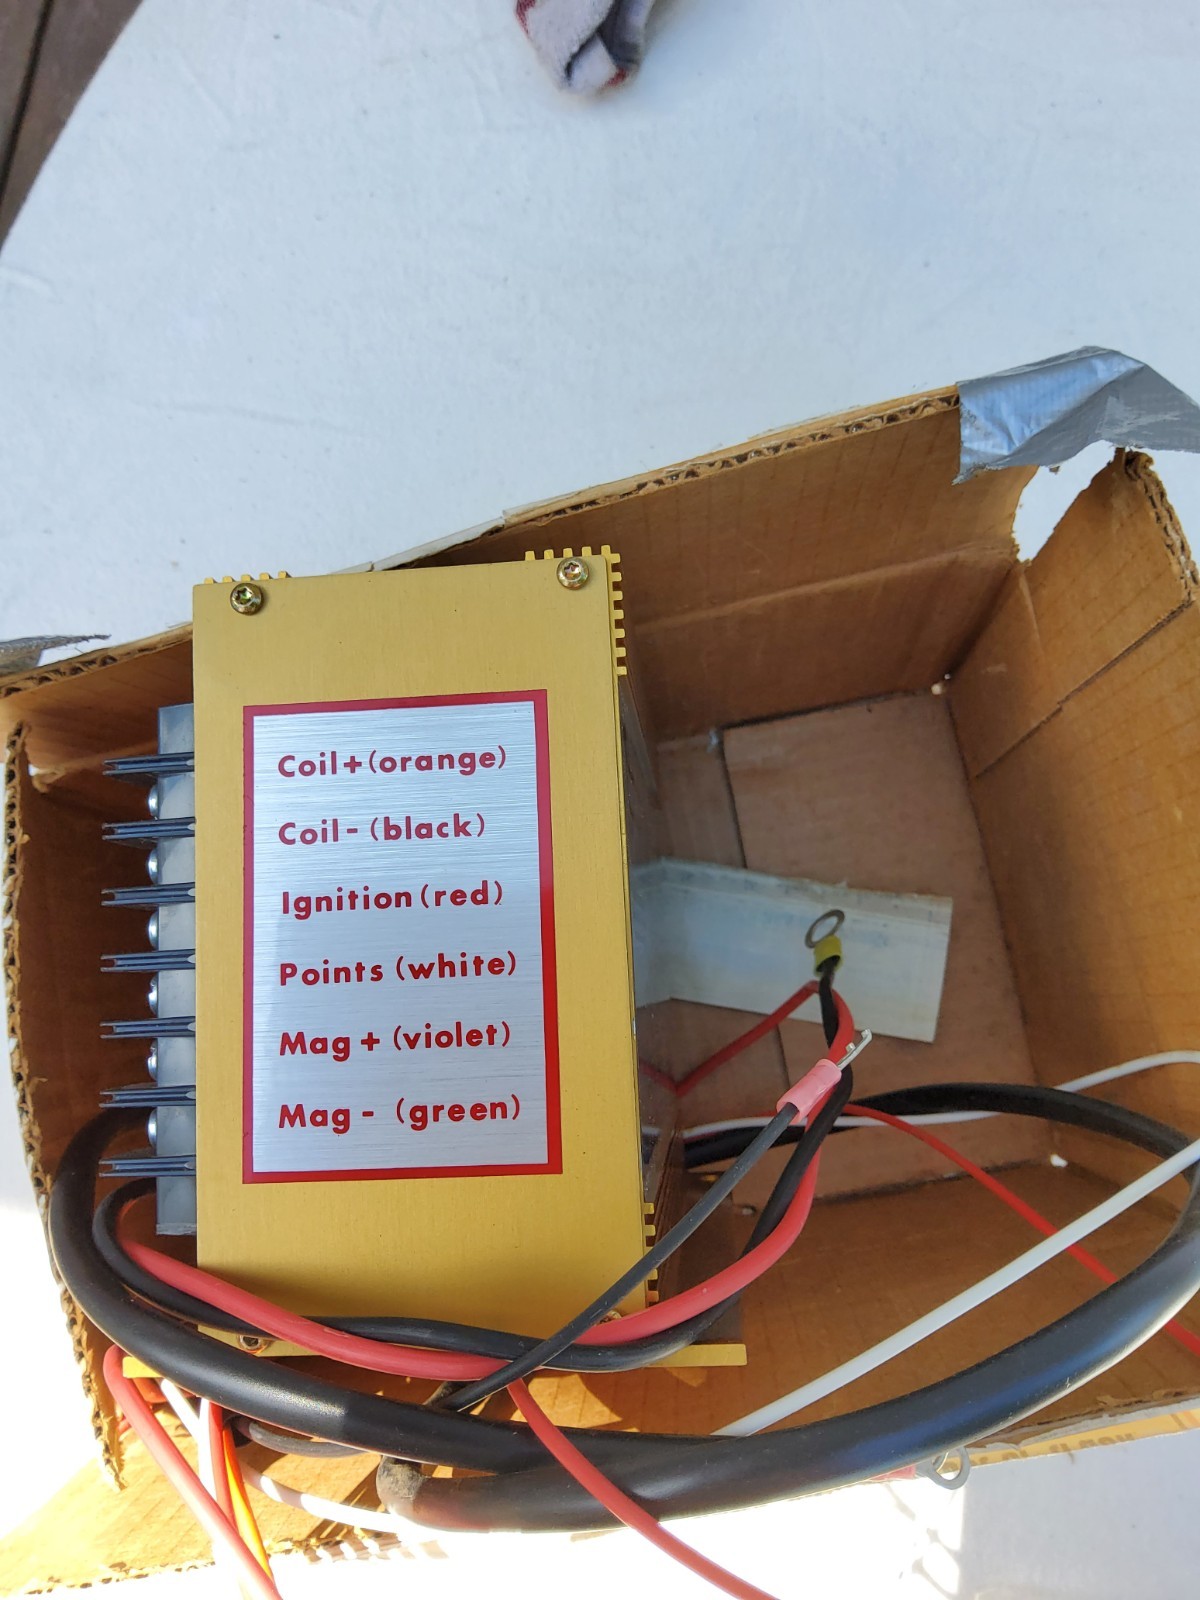 Coil+(orange)
Coil- (black)
Ignition (red)
Points (white)
Mag + (violet)
Mag - (green)